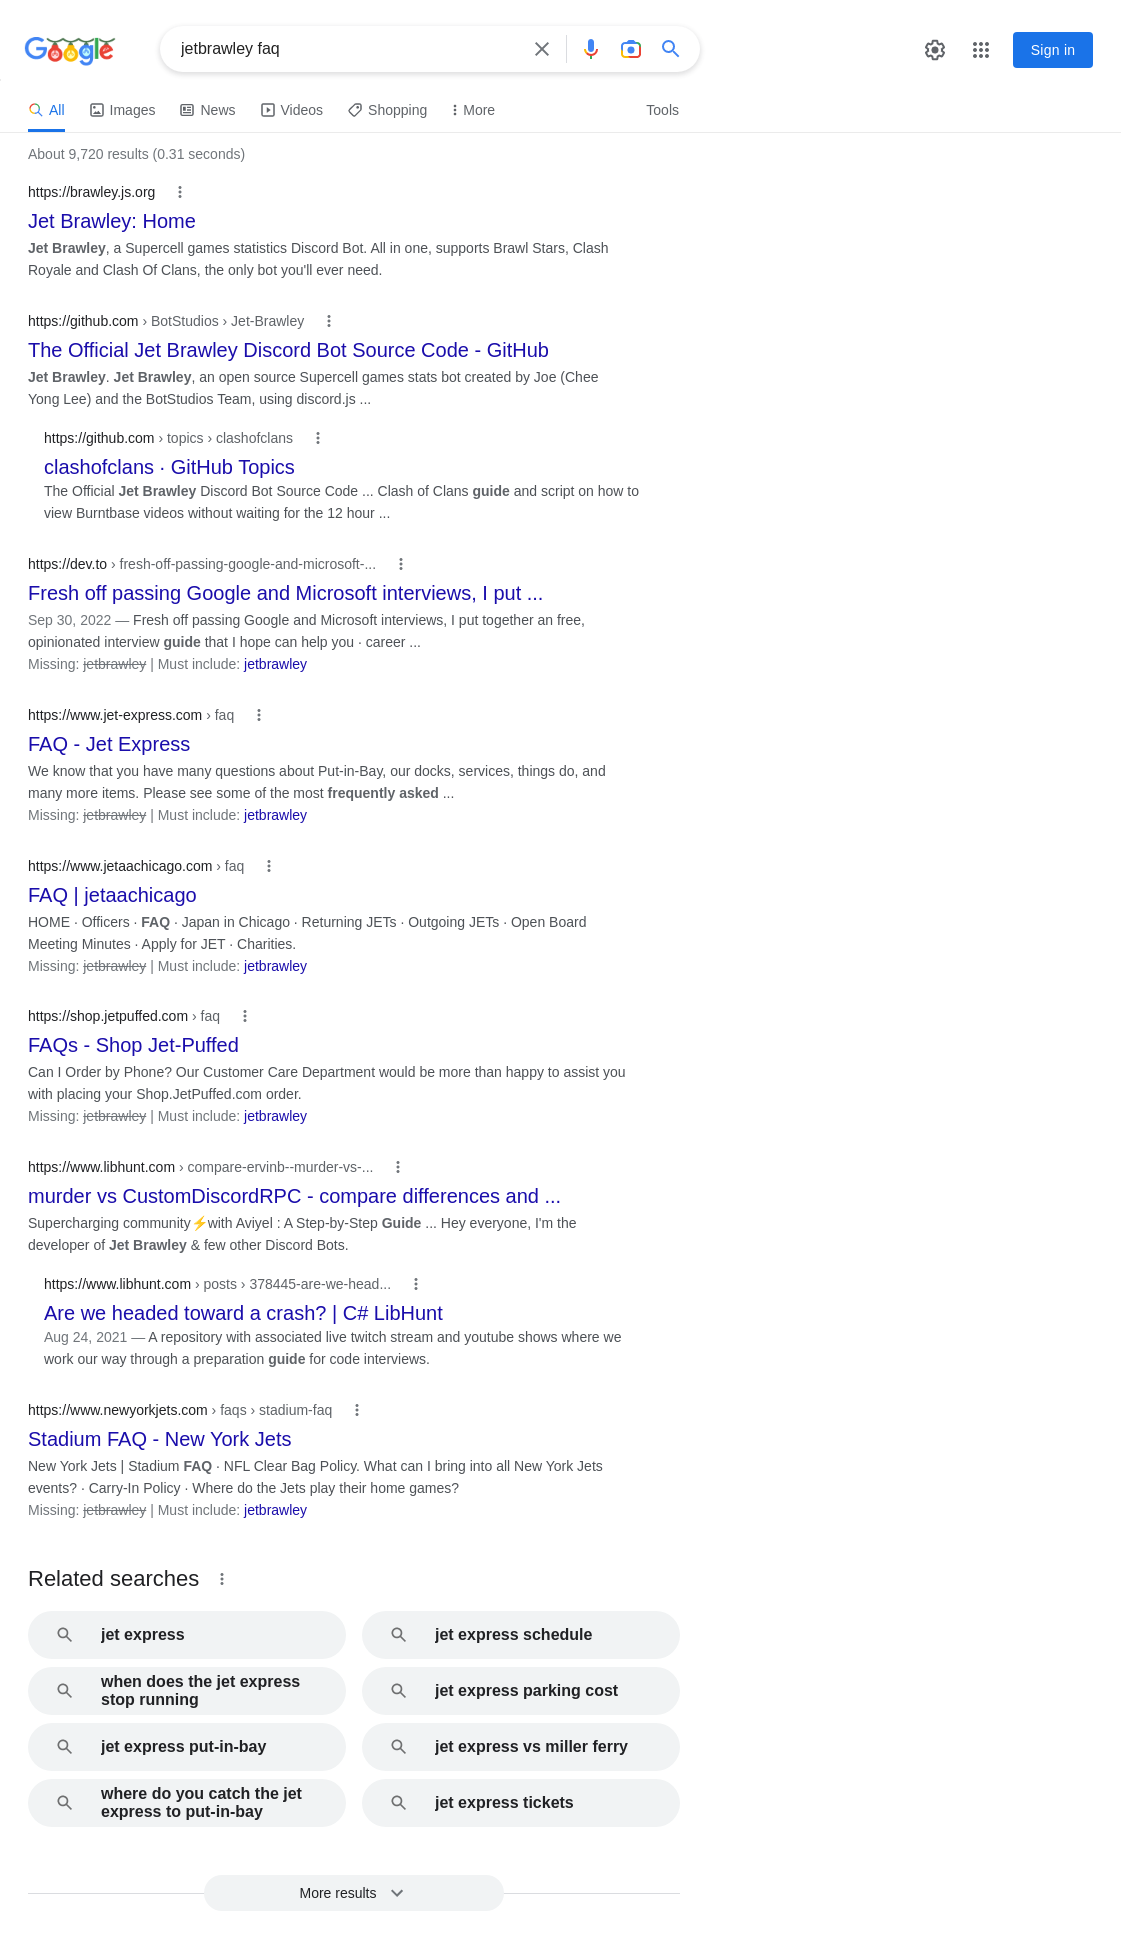 Google
jetbrawley faq
Sign in
All
Images
News
Videos
Shopping
More
Tools
About 9,720 results (0.31 seconds)
https://brawley.js.org
Jet Brawley: Home
Jet Brawley, a Supercell games statistics Discord Bot. All in one, supports Brawl Stars, Clash
Royale and Clash Of Clans, the only bot you'll ever need.
https://github.com › BotStudios › Jet-Brawley
The Official Jet Brawley Discord Bot Source Code - GitHub
Jet Brawley. Jet Brawley, an open source Supercell games stats bot created by Joe (Chee
Yong Lee) and the BotStudios Team, using discord.js ...
https://github.com › topics › clashofclans
clashofclans · GitHub Topics
The Official Jet Brawley Discord Bot Source Code ... Clash of Clans guide and script on how to
view Burntbase videos without waiting for the 12 hour ...
https://dev.to › fresh-off-passing-google-and-microsoft-...
Fresh off passing Google and Microsoft interviews, I put ...
Sep 30, 2022 — Fresh off passing Google and Microsoft interviews, I put together an free,
opinionated interview guide that I hope can help you · career ...
Missing: jetbrawley | Must include: jetbrawley
https://www.jet-express.com › faq
FAQ - Jet Express
We know that you have many questions about Put-in-Bay, our docks, services, things do, and
many more items. Please see some of the most frequently asked ...
Missing: jetbrawley | Must include: jetbrawley
https://www.jetaachicago.com › faq
FAQ | jetaachicago
HOME · Officers · FAQ · Japan in Chicago · Returning JETs · Outgoing JETs · Open Board
Meeting Minutes · Apply for JET · Charities.
Missing: jetbrawley | Must include: jetbrawley
https://shop.jetpuffed.com › faq
FAQs - Shop Jet-Puffed
Can I Order by Phone? Our Customer Care Department would be more than happy to assist you
with placing your Shop.JetPuffed.com order.
Missing: jetbrawley | Must include: jetbrawley
https://www.libhunt.com › compare-ervinb--murder-vs-...
murder vs CustomDiscordRPC - compare differences and ...
Supercharging community⚡with Aviyel : A Step-by-Step Guide ... Hey everyone, I'm the
developer of Jet Brawley & few other Discord Bots.
https://www.libhunt.com › posts › 378445-are-we-head...
Are we headed toward a crash? | C# LibHunt
Aug 24, 2021 — A repository with associated live twitch stream and youtube shows where we
work our way through a preparation guide for code interviews.
https://www.newyorkjets.com › faqs › stadium-faq
Stadium FAQ - New York Jets
New York Jets | Stadium FAQ · NFL Clear Bag Policy. What can I bring into all New York Jets
events? · Carry-In Policy · Where do the Jets play their home games?
Missing: jetbrawley | Must include: jetbrawley
Related searches
jet express
jet express schedule
when does the jet express
stop running
jet express parking cost
jet express put-in-bay
jet express vs miller ferry
where do you catch the jet
express to put-in-bay
jet express tickets
More results